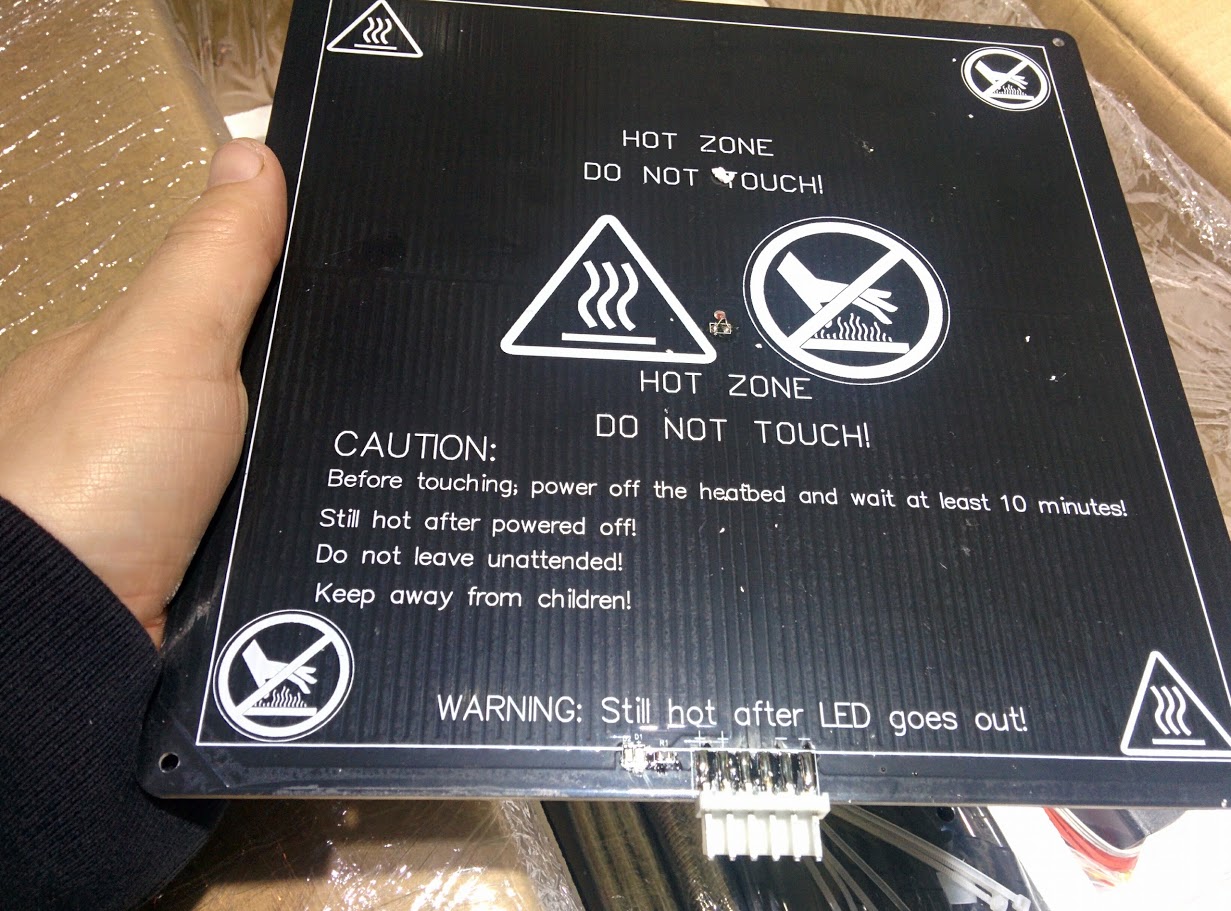 HOT ZONE
DO NOT TOUCH!
HOT ZONE
DO NOT TOUCH!
CAUTION:
Before touching; power off the heatbed and wait at least 10 minutes!
Still hot after powered off!
Do not leave unattended!
Keep away from children!
WARNING: Still hot after LED goes out!
D1 R1
+ + - -